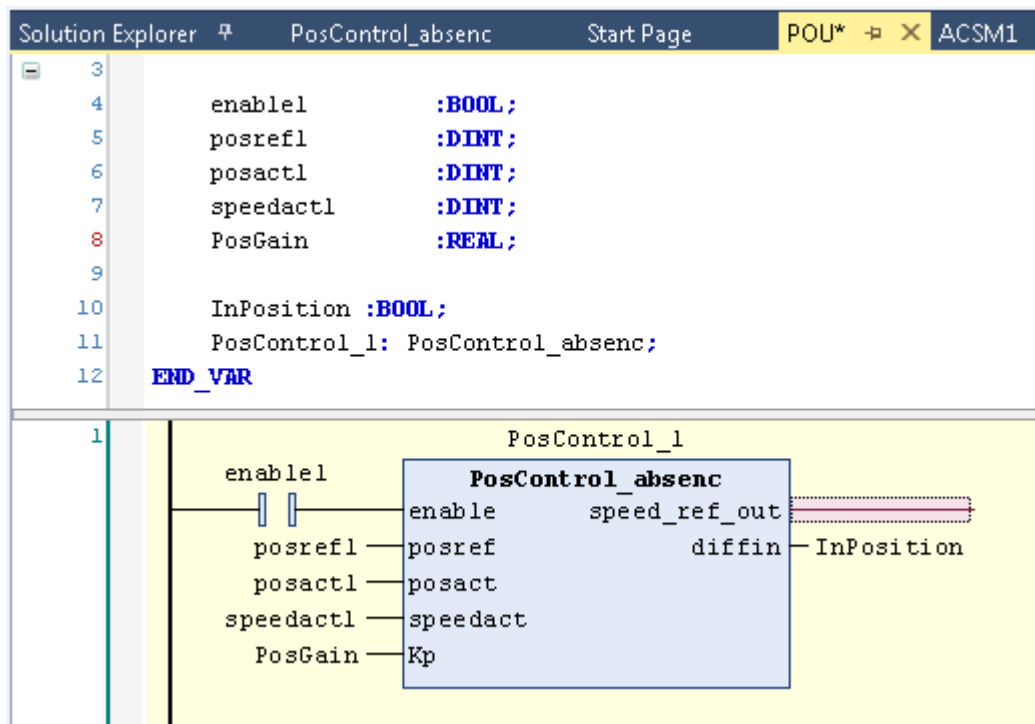 Solution Explorer PosControl_absenc Start Page POU* ACSM1
3
4 enable1 :BOOL;
5 posref1 :DINT;
6 posact1 :DINT;
7 speedact1 :DINT;
8 PosGain :REAL;
9
10 InPosition :BOOL;
11 PosControl_1: PosControl_absenc;
12 END_VAR
1 PosControl_1
enable1 PosControl_absenc
enable speed_ref_out
posref1 posref diffin InPosition
posact1 posact
speedact1 speedact
PosGain Kp